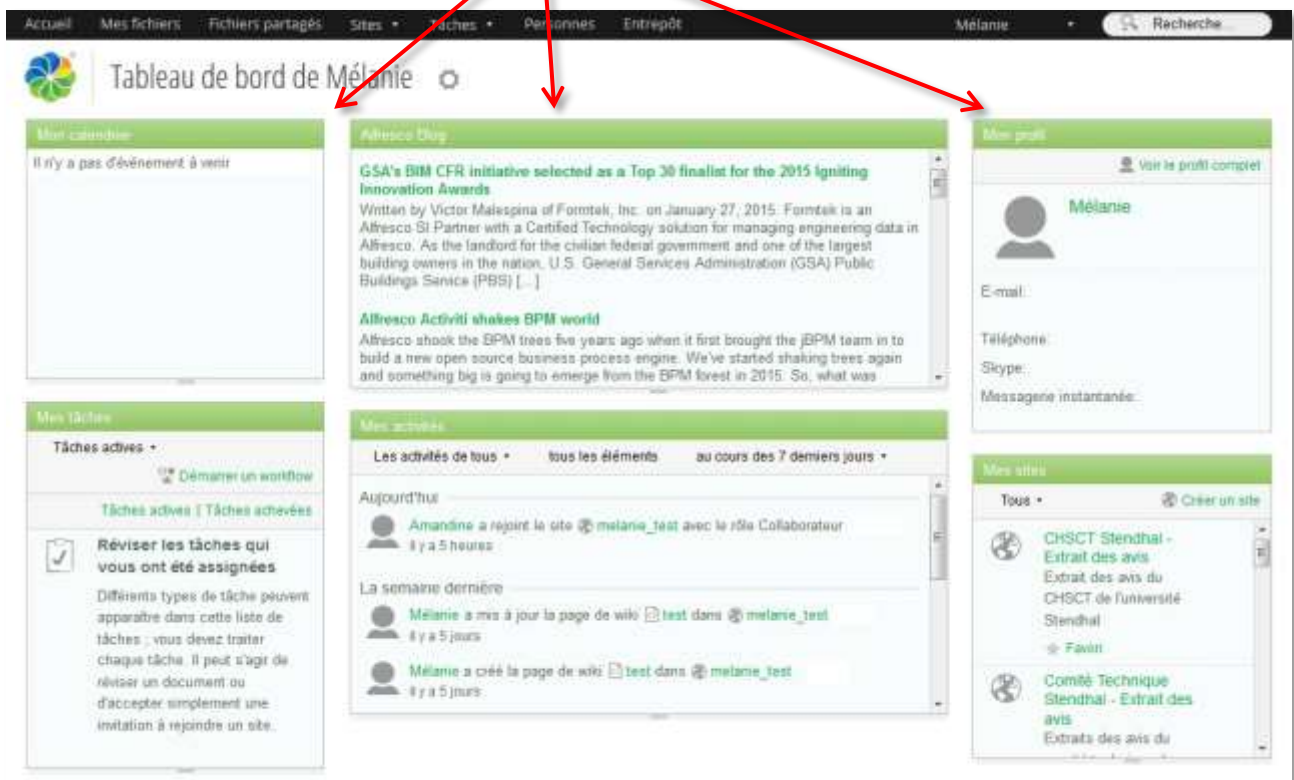 Accueil Mes fichiers Fichiers partagés Sites Tâches Personnes Entrepôt Mélanie Recherche...
Tableau de bord de Mélanie
Mon calendrier
Il n'y a pas d'événement à venir
Alfresco Blog
GSA's BIM CFR initiative selected as a Top 30 finalist for the 2015 Igniting
Innovation Awards
Written by Victor Malespina of Formtek, Inc. on January 27, 2015. Formtek is an
Alfresco SI Partner with a Certified Technology solution for managing engineering data in
Alfresco. As the landlord for the civilian federal government and one of the largest
building owners in the nation, U.S. General Services Administration (GSA) Public
Buildings Service (PBS) [...]
Alfresco Activiti shakes BPM world
Alfresco shook the BPM trees five years ago when it first brought the jBPM team in to
build a new open source business process engine. We've started shaking trees again
and something big is going to emerge from the BPM forest in 2015. So, what was
Mon profil
Voir le profil complet
Mélanie
E-mail:
Téléphone:
Skype:
Messagerie instantanée:
Mes tâches
Tâches actives
Démarrer un workflow
Tâches actives | Tâches achevées
Réviser les tâches qui
vous ont été assignées
Différents types de tâche peuvent
apparaître dans cette liste de
tâches ; vous devez traiter
chaque tâche. Il peut s'agir de
réviser un document ou
d'accepter simplement une
invitation à rejoindre un site.
Mes activités
Les activités de tous tous les éléments au cours des 7 derniers jours
Aujourd'hui
Amandine a rejoint le site melanie_test avec le rôle Collaborateur
il y a 5 heures
La semaine dernière
Mélanie a mis à jour la page de wiki test dans melanie_test
il y a 5 jours
Mélanie a créé la page de wiki test dans melanie_test
il y a 5 jours
Mes sites
Tous Créer un site
CHSCT Stendhal -
Extrait des avis
Extrait des avis du
CHSCT de l'université
Stendhal
Favori
Comité Technique
Stendhal - Extrait des
avis
Extraits des avis du